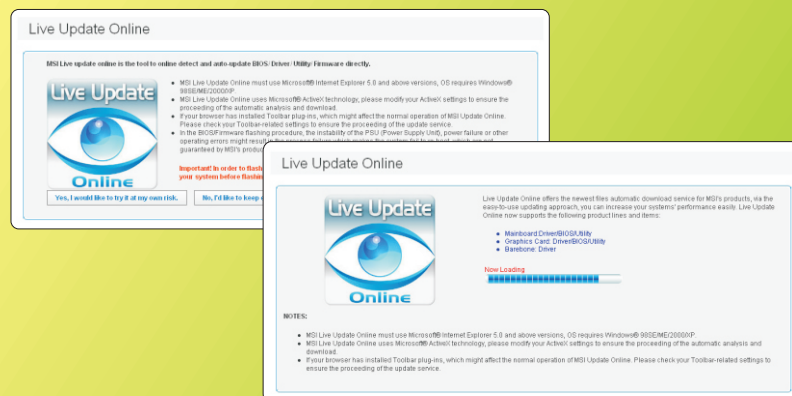 Live Update Online
MSI Live update online is the tool to online detect and auto-update BIOS/ Driver/ Utility/ Firmware directly.
Live Update
Online
MSI Live Update Online must use Microsoft® Internet Explorer 5.0 and above versions, OS requires Windows®
98SE/ME/2000/XP.
MSI Live Update Online uses Microsoft® ActiveX technology, please modify your ActiveX settings to ensure the
proceeding of the automatic analysis and download.
If your browser has installed Toolbar plug-ins, which might affect the normal operation of MSI Update Online.
Please check your Toolbar-related settings to ensure the proceeding of the update service.
In the BIOS/Firmware flashing procedure, the instability of the PSU (Power Supply Unit), power failure or other
operating errors might result in
guaranteed by MSI's produ
Important! In order to flash
your system before flashin
Yes, I would like to try it at my own risk.
No, I'd like to keep
Live Update Online
Live Update
Online
Live Update Online offers the newest files automatic download service for MSI's products, via the
easy-to-use updating approach, you can increase your systems' performance easily. Live Update
Online now supports the following product lines and items:
Mainboard:Driver/BIOS/Utility
Graphics Card: Driver/BIOS/Utility
Barebone: Driver
Now Loading
NOTES:
MSI Live Update Online must use Microsoft® Internet Explorer 5.0 and above versions, OS requires Windows® 98SE/ME/2000/XP.
MSI Live Update Online uses Microsoft® ActiveX technology, please modify your ActiveX settings to ensure the proceeding of the automatic analysis and
download.
If your browser has installed Toolbar plug-ins, which might affect the normal operation of MSI Update Online. Please check your Toolbar-related settings to
ensure the proceeding of the update service.